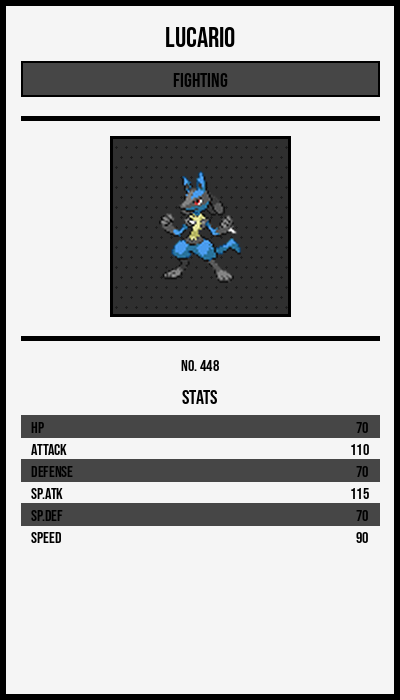 LUCARIO
FIGHTING
NO. 448
STATS
HP 70
ATTACK 110
DEFENSE 70
SP.ATK 115
SP.DEF 70
SPEED 90